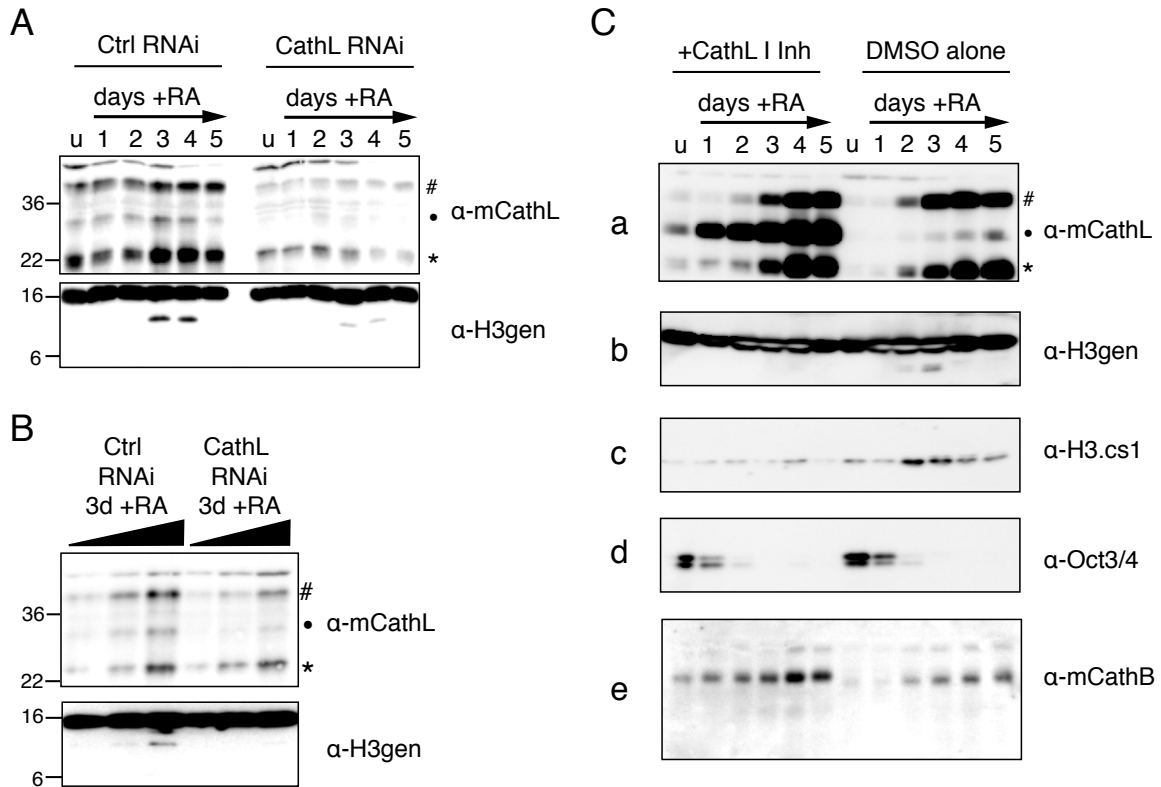 A
Ctrl RNAi
CathL RNAi
days +RA
days +RA
u 1 2 3 4 5
u 1 2 3 4 5
36
22
#
•
*
α-mCathL
16
6
α-H3gen
B
Ctrl
RNAi
3d +RA
CathL
RNAi
3d +RA
36
22
#
•
*
α-mCathL
16
6
α-H3gen
C
+CathL I Inh
DMSO alone
days +RA
days +RA
u 1 2 3 4 5
u 1 2 3 4 5
a
#
•
*
α-mCathL
b
α-H3gen
c
α-H3.cs1
d
α-Oct3/4
e
α-mCathB